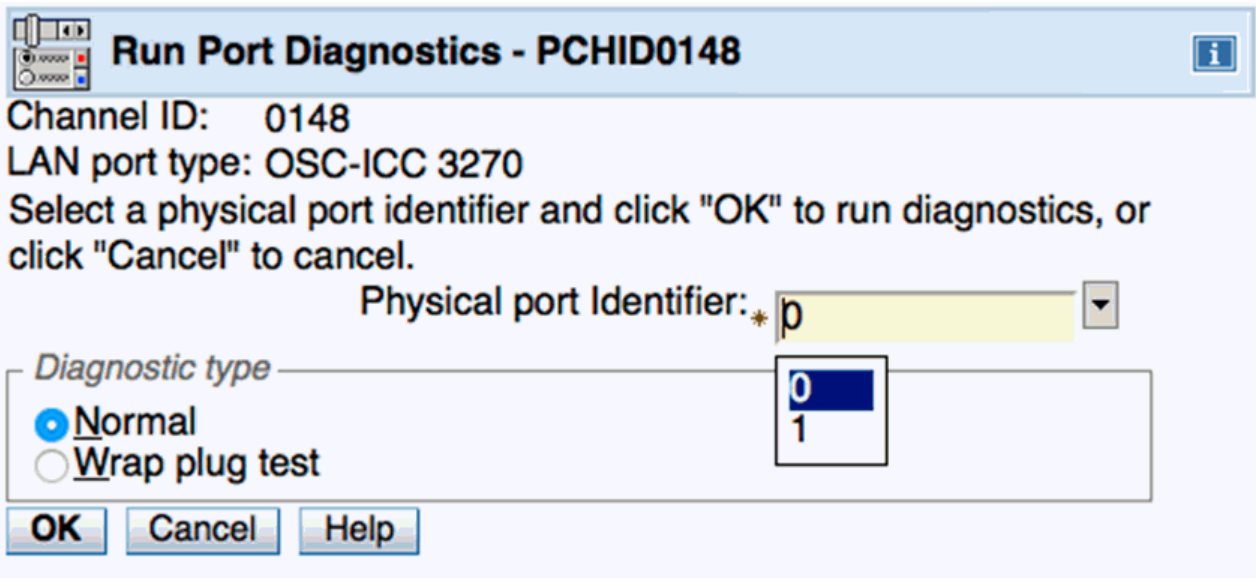 Run Port Diagnostics - PCHID0148
i
Channel ID: 0148
LAN port type: OSC-ICC 3270
Select a physical port identifier and click "OK" to run diagnostics, or
click "Cancel" to cancel.
Physical port Identifier:* 0
0
1
Diagnostic type
Normal
Wrap plug test
OK Cancel Help